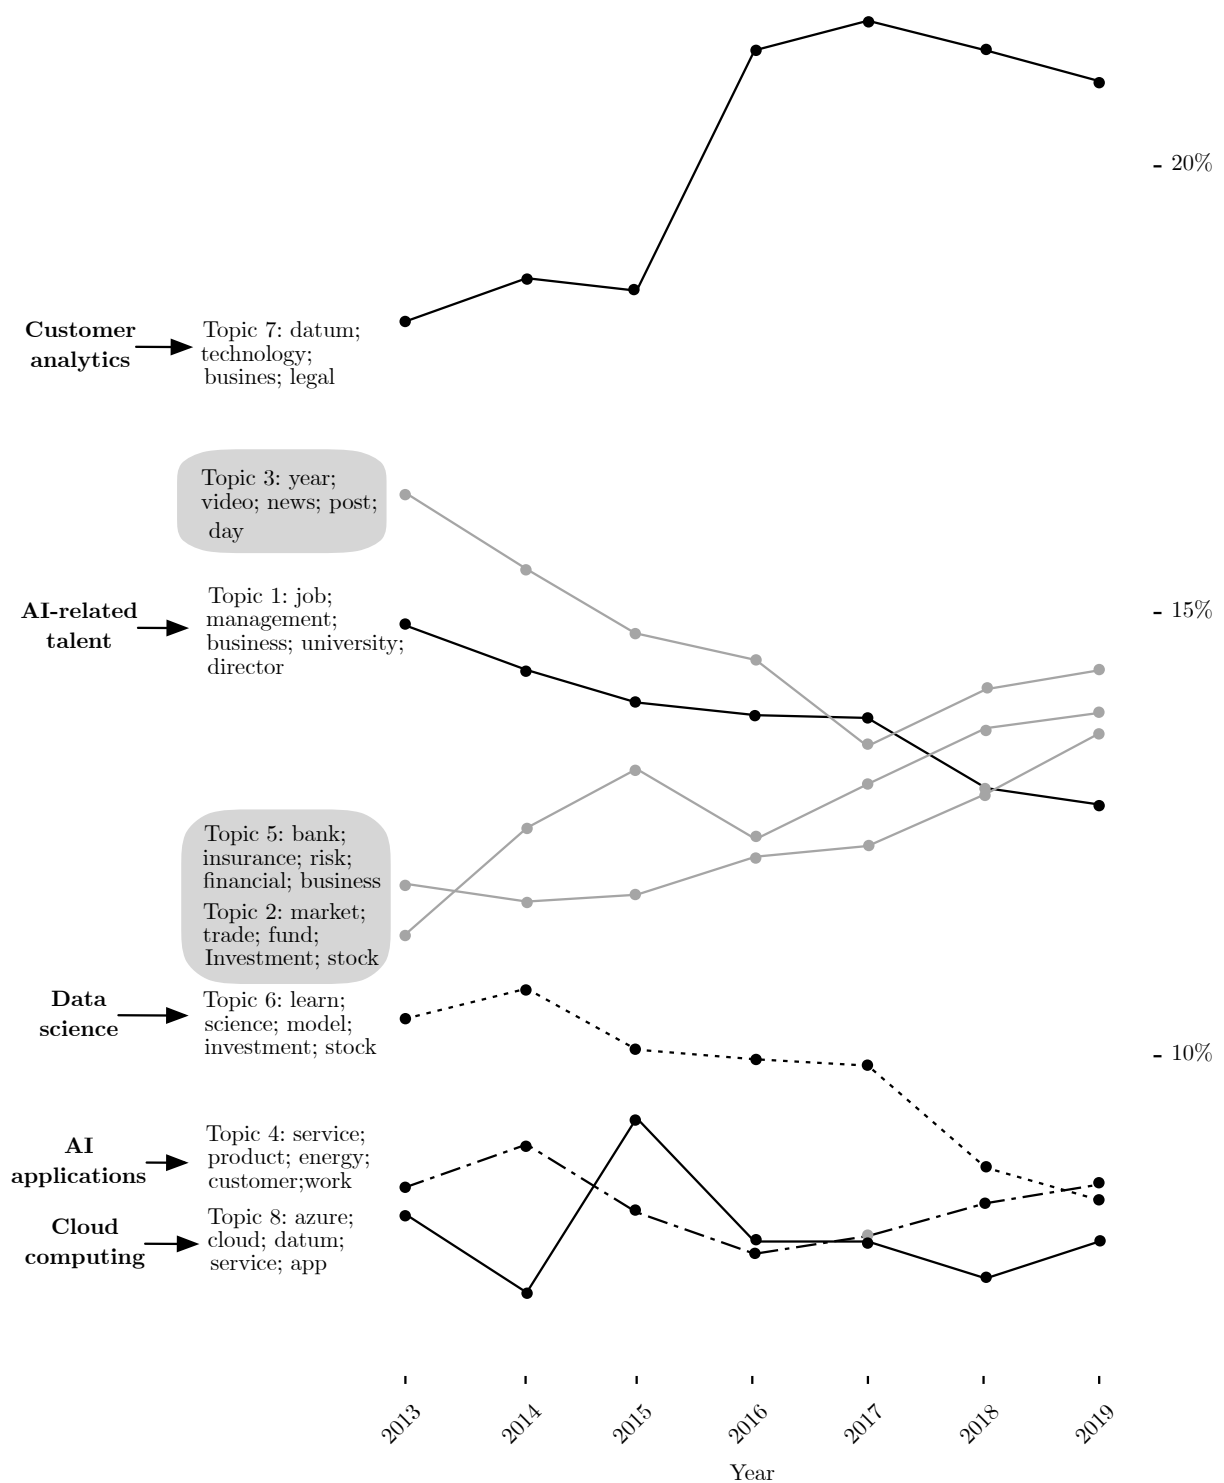 - 20%
Customer
analytics
Topic 7: datum;
technology;
busines; legal
Topic 3: year;
video; news; post;
day
AI-related
talent
Topic 1: job;
management;
business; university;
director
- 15%
Topic 5: bank;
insurance; risk;
financial; business
Topic 2: market;
trade; fund;
Investment; stock
Data
science
Topic 6: learn;
science; model;
investment; stock
- 10%
AI
applications
Topic 4: service;
product; energy;
customer;work
Cloud
computing
Topic 8: azure;
cloud; datum;
service; app
2013
2014
2015
2016
2017
2018
2019
Year